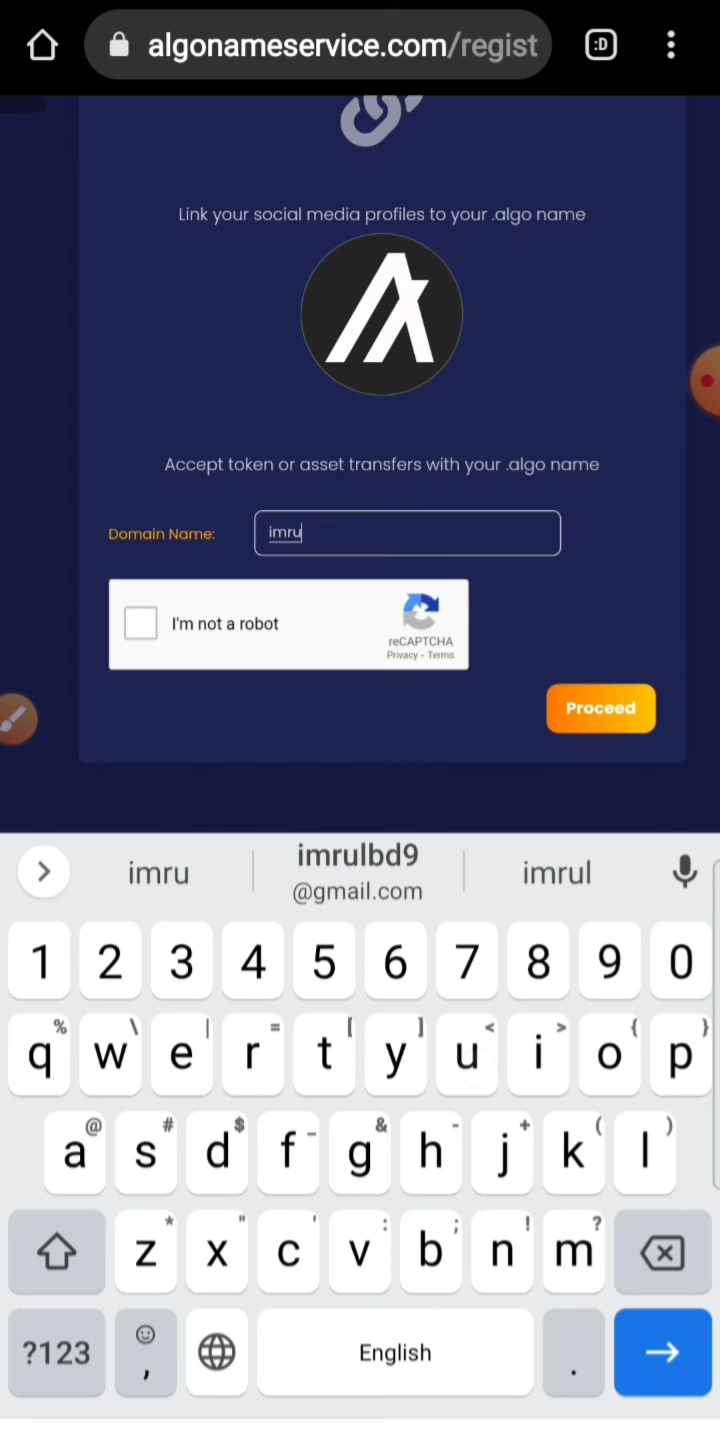 algonameservice.com/regist
:D
Link your social media profiles to your .algo name
Accept token or asset transfers with your .algo name
Domain Name: imru
I'm not a robot
reCAPTCHA
Privacy - Terms
Proceed
imru imrulbd9 imrul
@gmail.com
1 2 3 4 5 6 7 8 9 0
% \ | = [ ] < > { }
q w e r t y u i o p
@ # $ _ & - + ( )
a s d f g h j k l
* " ' : ; ! ?
z x c v b n m
?123 , English .